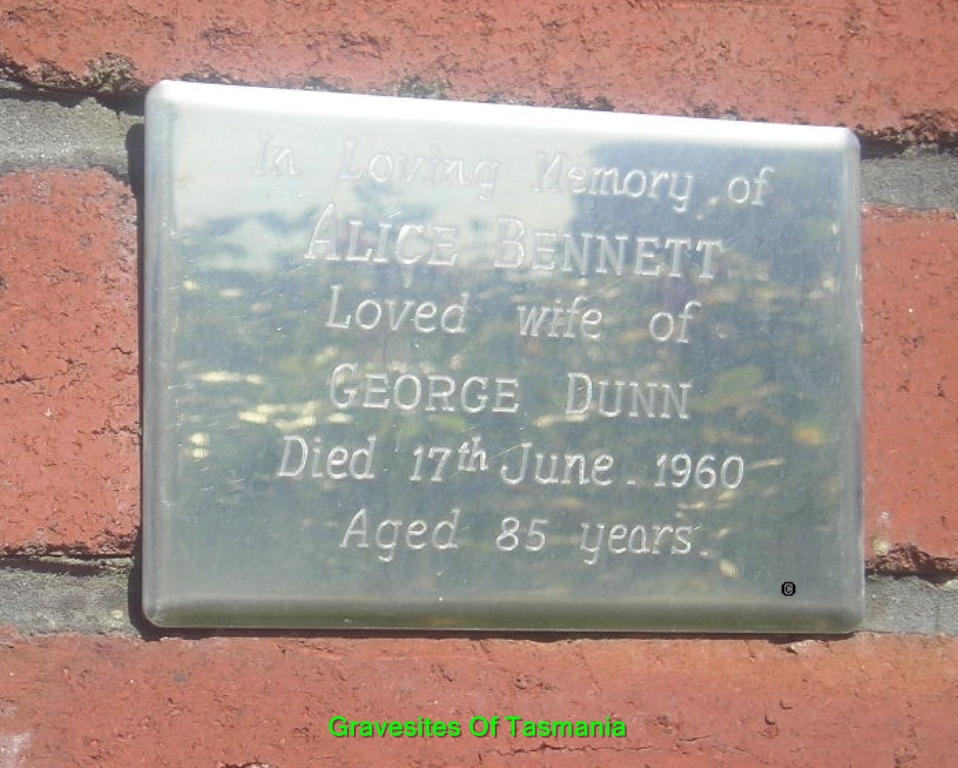 In Loving Memory of
ALICE BENNETT
Loved wife of
GEORGE DUNN
Died 17th June. 1960
Aged 85 years.
©
Gravesites Of Tasmania